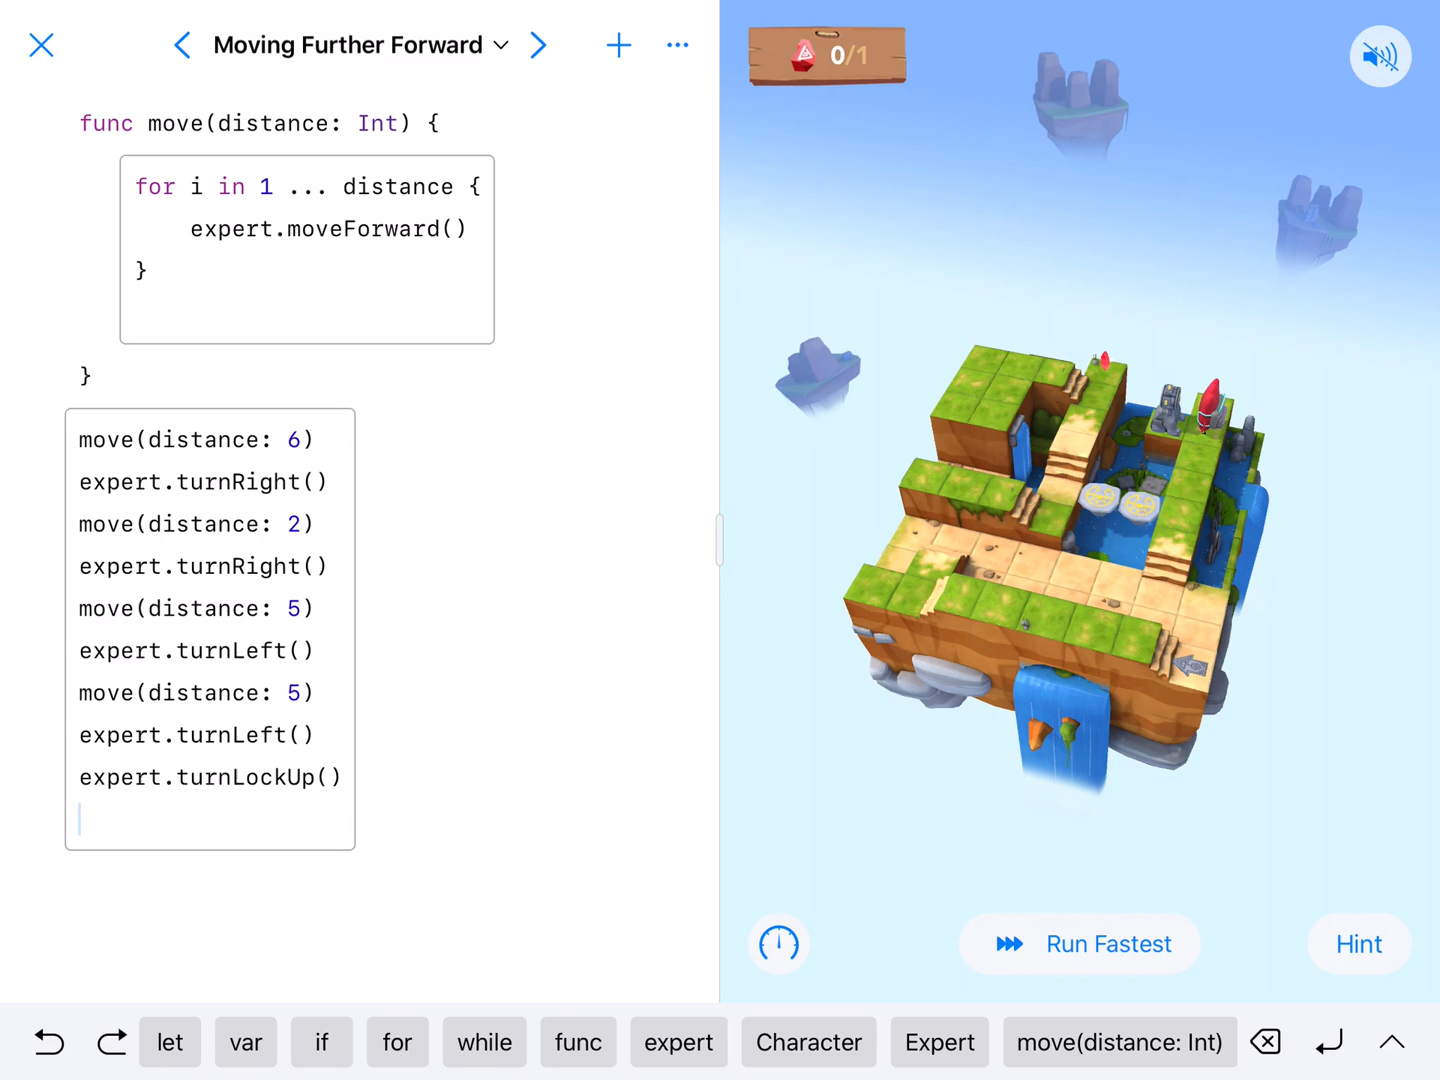 Moving Further Forward
func move(distance: Int) {
for i in 1 ... distance {
expert.moveForward()
}
}
move(distance: 6)
expert.turnRight()
move(distance: 2)
expert.turnRight()
move(distance: 5)
expert.turnLeft()
move(distance: 5)
expert.turnLeft()
expert.turnLockUp()
0/1
Run Fastest
Hint
let
var
if
for
while
func
expert
Character
Expert
move(distance: Int)